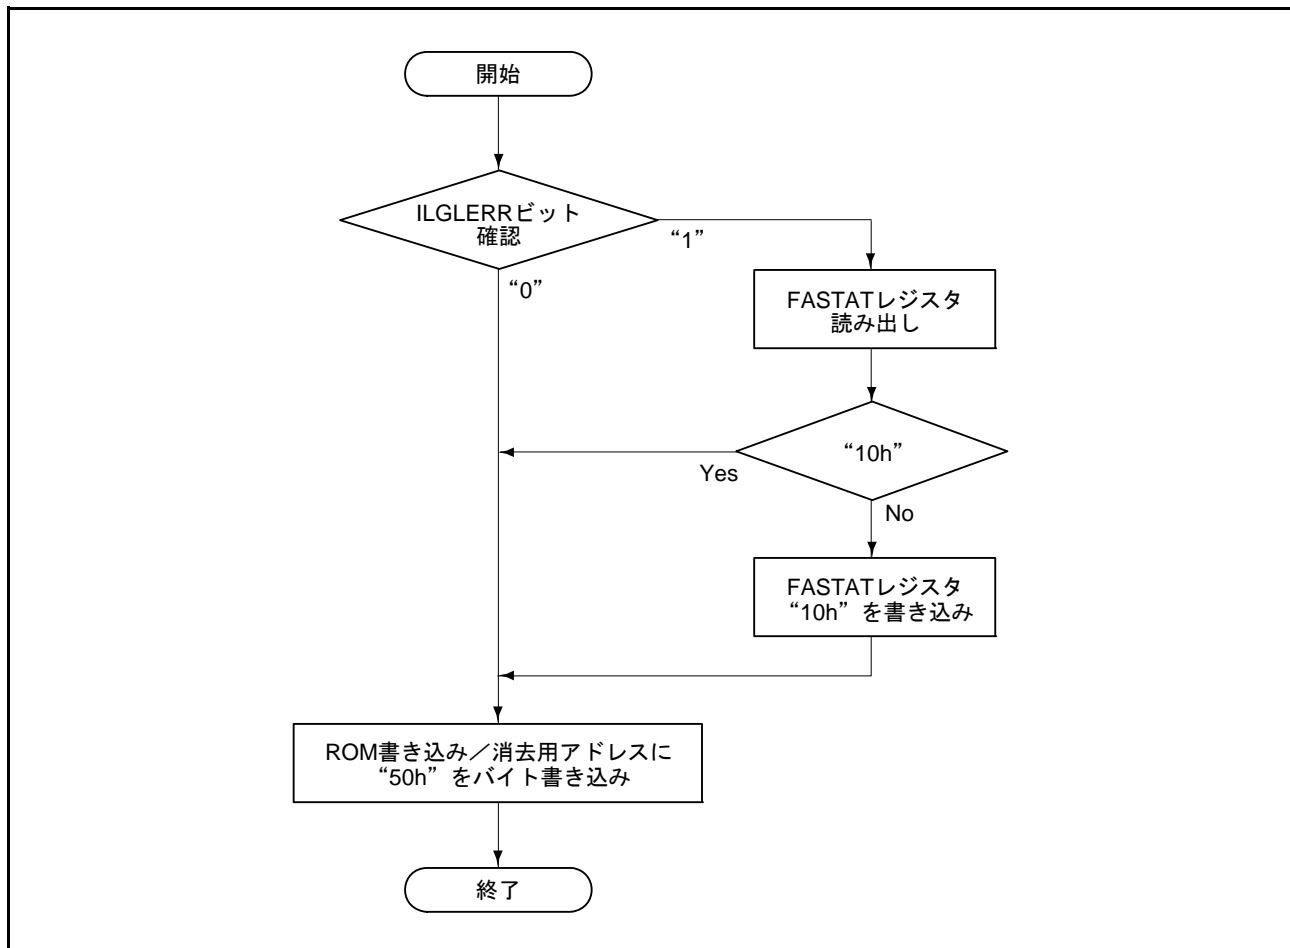 開始
ILGLERRビット
確認
“1”
“0”
FASTATレジスタ
読み出し
“10h”
Yes
No
FASTATレジスタ
“10h”を書き込み
ROM書き込み／消去用アドレスに
“50h”をバイト書き込み
終了